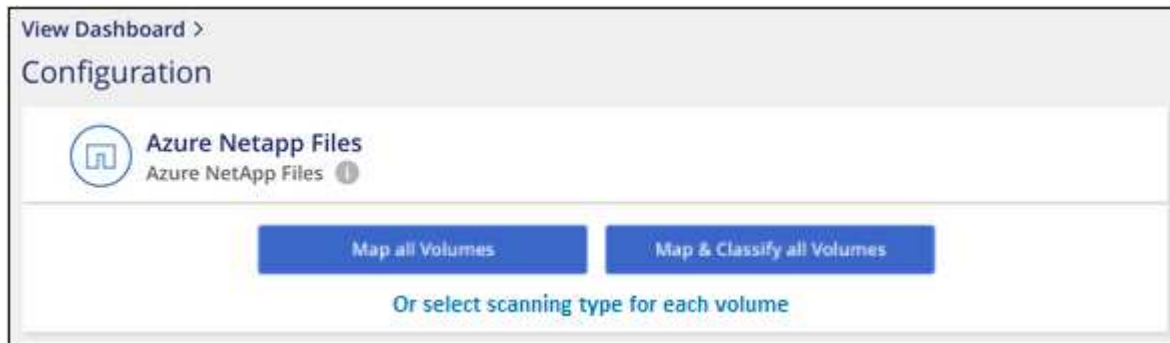 View Dashboard >
Configuration
Azure Netapp Files
Azure NetApp Files i
Map all Volumes
Map & Classify all Volumes
Or select scanning type for each volume